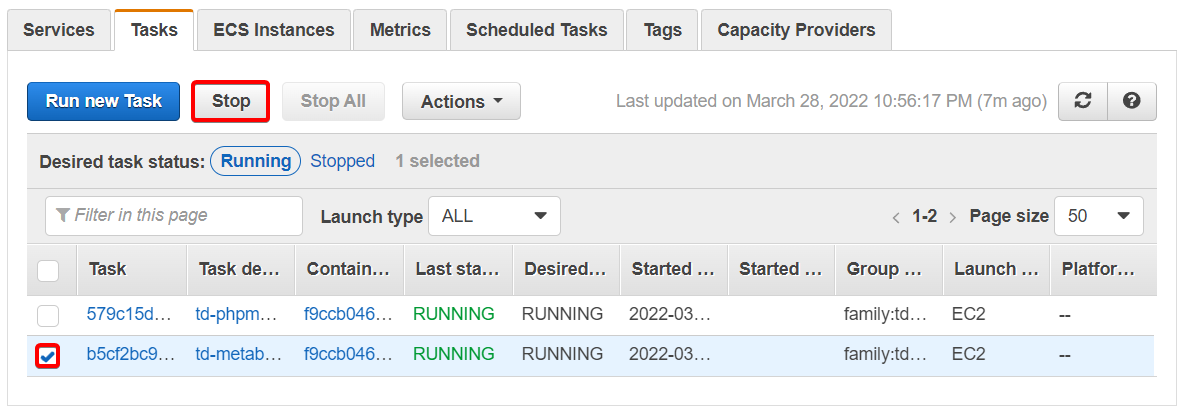 Services Tasks ECS Instances Metrics Scheduled Tasks Tags Capacity Providers
Run new Task Stop Stop All Actions Last updated on March 28, 2022 10:56:17 PM (7m ago)
Desired task status: Running Stopped 1 selected
Filter in this page Launch type ALL < 1-2 > Page size 50
Task Task de... Contain... Last sta... Desired... Started ... Started ... Group ... Launch ... Platfor...
579c15d... td-phpm... f9ccb046... RUNNING RUNNING 2022-03... family:td... EC2 --
b5cf2bc9... td-metab... f9ccb046... RUNNING RUNNING 2022-03... family:td... EC2 --